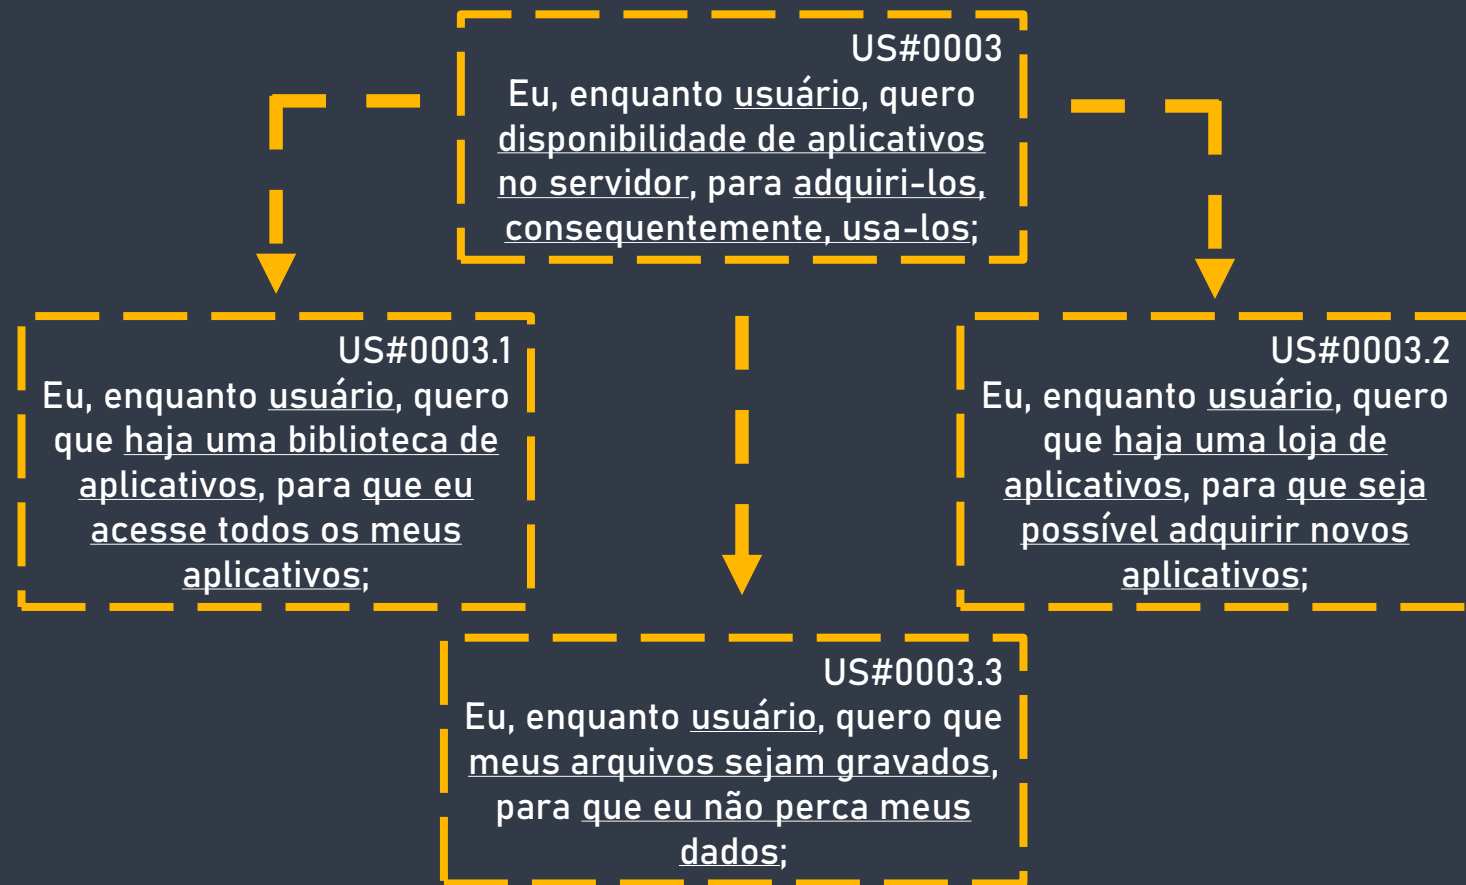 US#0003
Eu, enquanto usuário, quero
disponibilidade de aplicativos
no servidor, para adquiri-los,
consequentemente, usa-los;
US#0003.1
Eu, enquanto usuário, quero
que haja uma biblioteca de
aplicativos, para que eu
acesse todos os meus
aplicativos;
US#0003.2
Eu, enquanto usuário, quero
que haja uma loja de
aplicativos, para que seja
possível adquirir novos
aplicativos;
US#0003.3
Eu, enquanto usuário, quero que
meus arquivos sejam gravados,
para que eu não perca meus
dados;